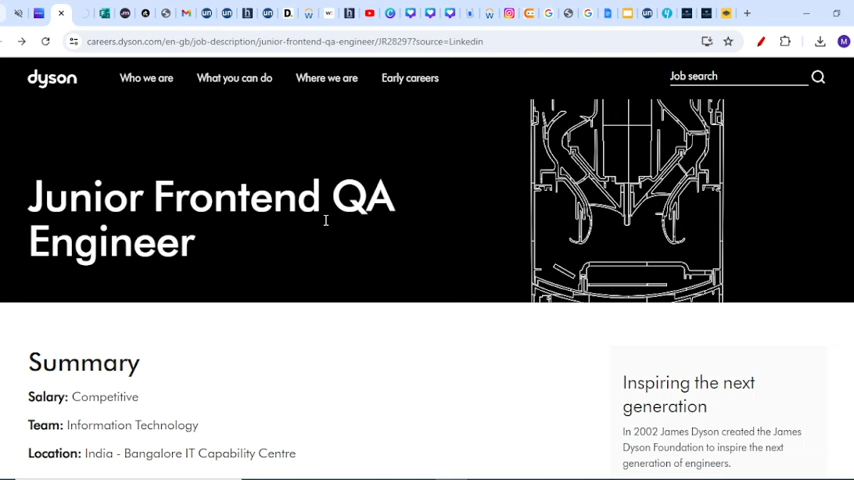 careers.dyson.com/en-gb/job-description/junior-frontend-qa-engineer/JR28297?source=Linkedin
dyson
Who we are
What you can do
Where we are
Early careers
Job search
Junior Frontend QA
Engineer
Summary
Salary: Competitive
Team: Information Technology
Location: India - Bangalore IT Capability Centre
Inspiring the next
generation
In 2002 James Dyson created the James
Dyson Foundation to inspire the next
generation of engineers.